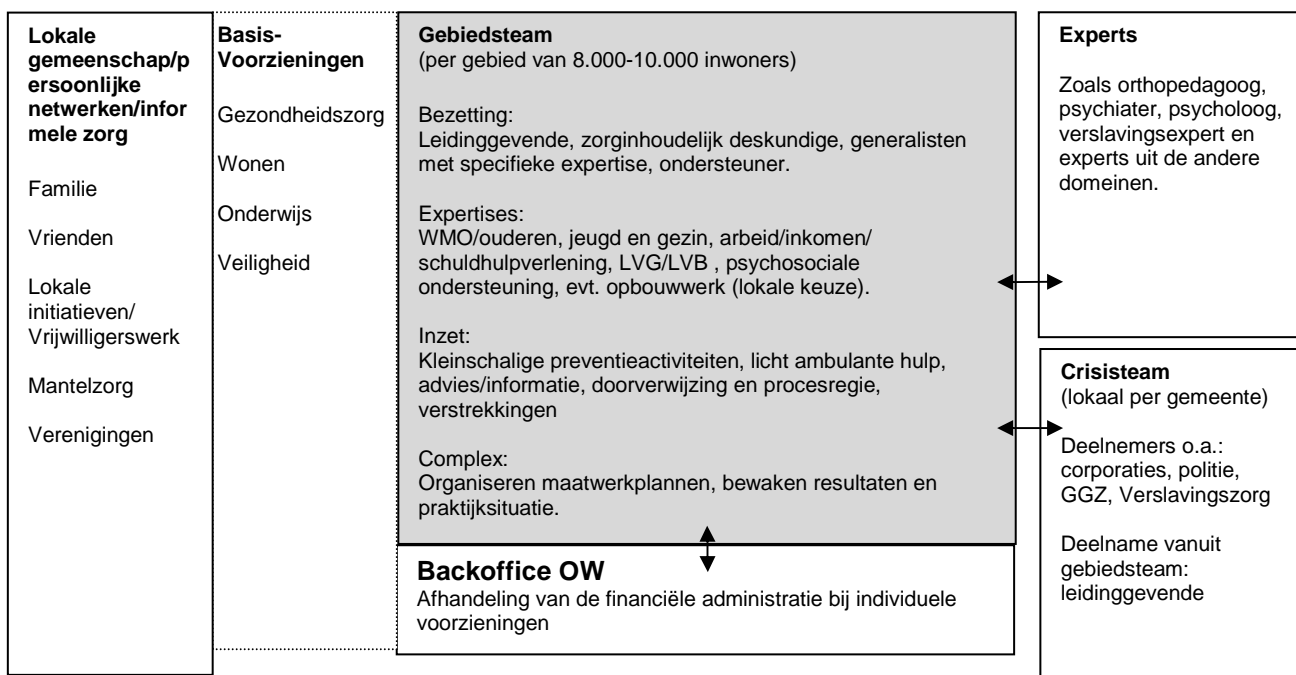 Lokale
gemeenschap/p
ersoonlijke
netwerken/infor
mele zorg
Familie
Vrienden
Lokale
initiatieven/
Vrijwilligerswerk
Mantelzorg
Verenigingen
Basis-
Voorzieningen
Gezondheidszorg
Wonen
Onderwijs
Veiligheid
Gebiedsteam
(per gebied van 8.000-10.000 inwoners)
Bezetting:
Leidinggevende, zorginhoudelijk deskundige, generalisten
met specifieke expertise, ondersteuner.
Expertises:
WMO/ouderen, jeugd en gezin, arbeid/inkomen/
schuldhulpverlening, LVG/LVB , psychosociale
ondersteuning, evt. opbouwwerk (lokale keuze).
Inzet:
Kleinschalige preventieactiviteiten, licht ambulante hulp,
advies/informatie, doorverwijzing en procesregie,
verstrekkingen
Complex:
Organiseren maatwerkplannen, bewaken resultaten en
praktijksituatie.
Backoffice OW
Afhandeling van de financiële administratie bij individuele
voorzieningen
Experts
Zoals orthopedagoog,
psychiater, psycholoog,
verslavingsexpert en
experts uit de andere
domeinen.
Crisisteam
(lokaal per gemeente)
Deelnemers o.a.:
corporaties, politie,
GGZ, Verslavingszorg
Deelname vanuit
gebiedsteam:
leidinggevende